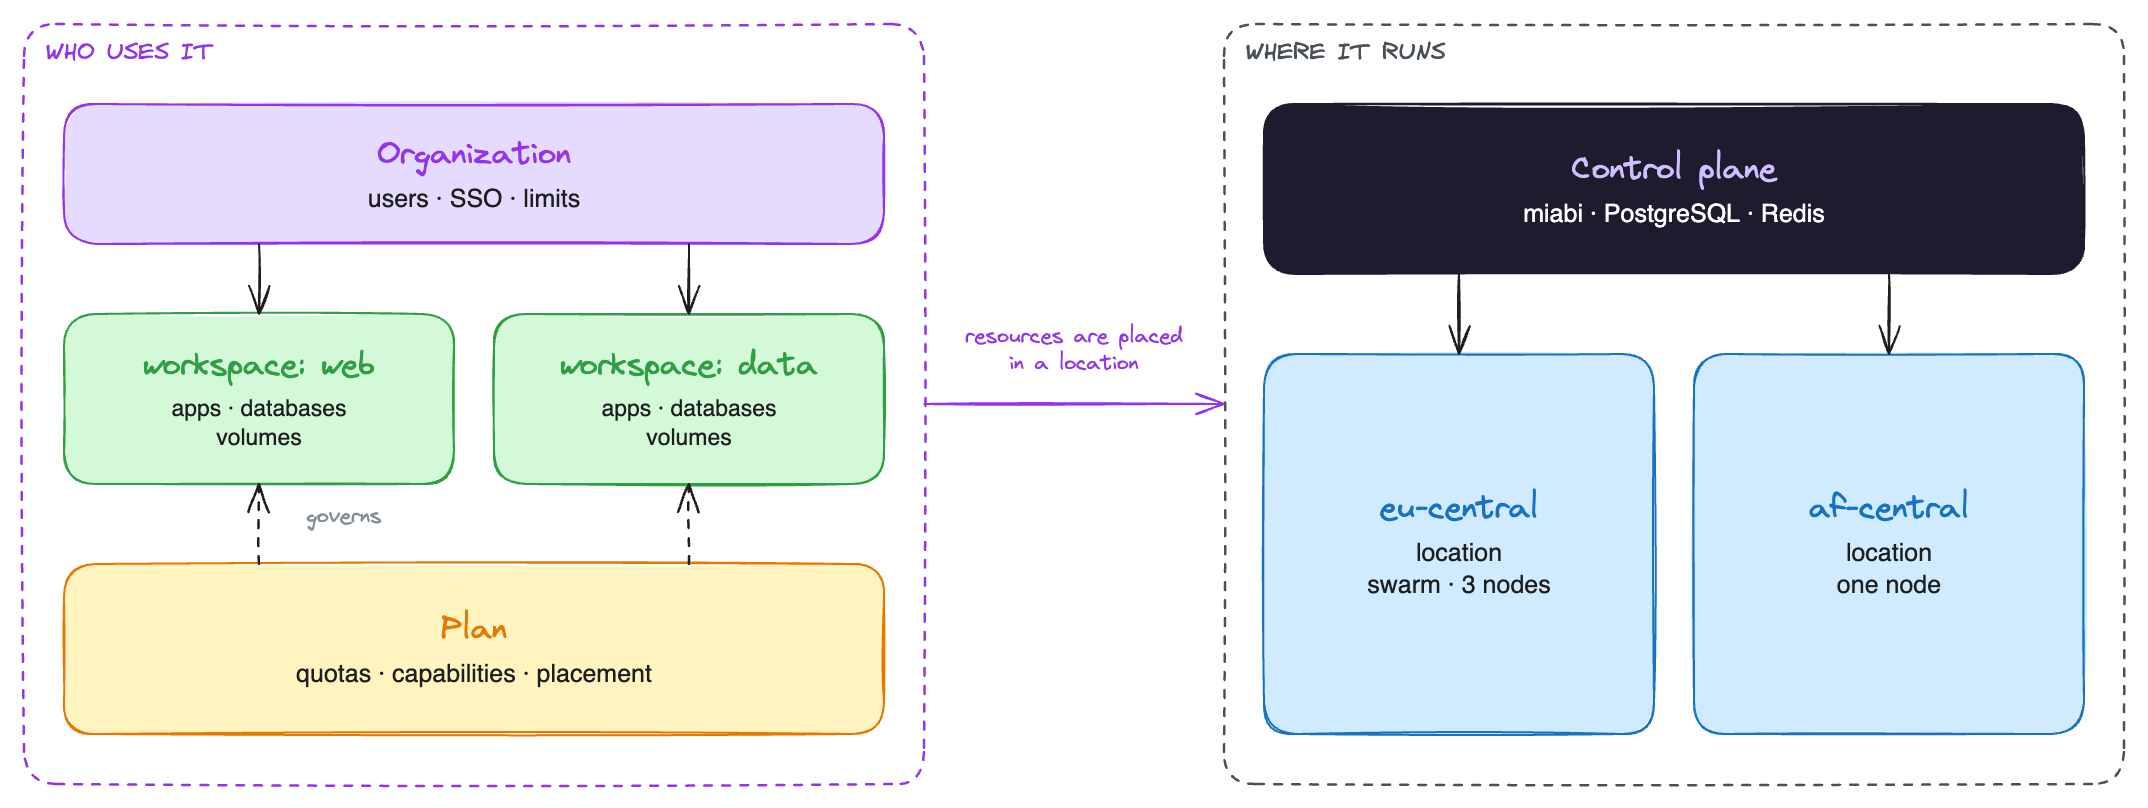 WHO USES IT
Organization
users · SSO · limits
workspace: web
apps · databases
volumes
workspace: data
apps · databases
volumes
governs
Plan
quotas · capabilities · placement
resources are placed
in a location
WHERE IT RUNS
Control plane
miabi · PostgreSQL · Redis
eu-central
location
swarm · 3 nodes
af-central
location
one node